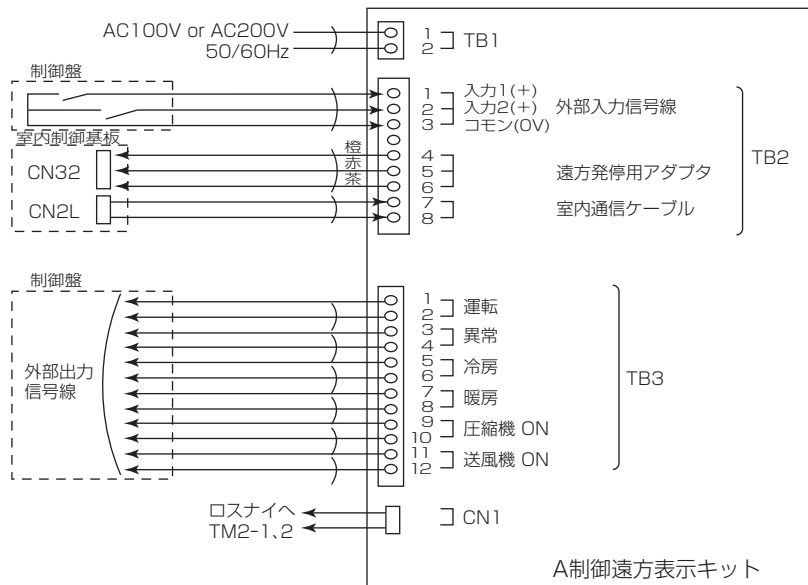 AC100V or AC200V
50/60Hz
1
2
TB1
制御盤
1
2
3
入力1(+)
入力2(+)
コモン(0V)
外部入力信号線
室内制御基板
CN32
橙
赤
茶
4
5
6
遠方発停用アダプタ
CN2L
7
8
室内通信ケーブル
TB2
制御盤
外部出力
信号線
1
2
運転
3
4
異常
5
6
冷房
7
8
暖房
9
10
圧縮機 ON
11
12
送風機 ON
TB3
ロスナイへ
TM2-1、2
CN1
A制御遠方表示キット